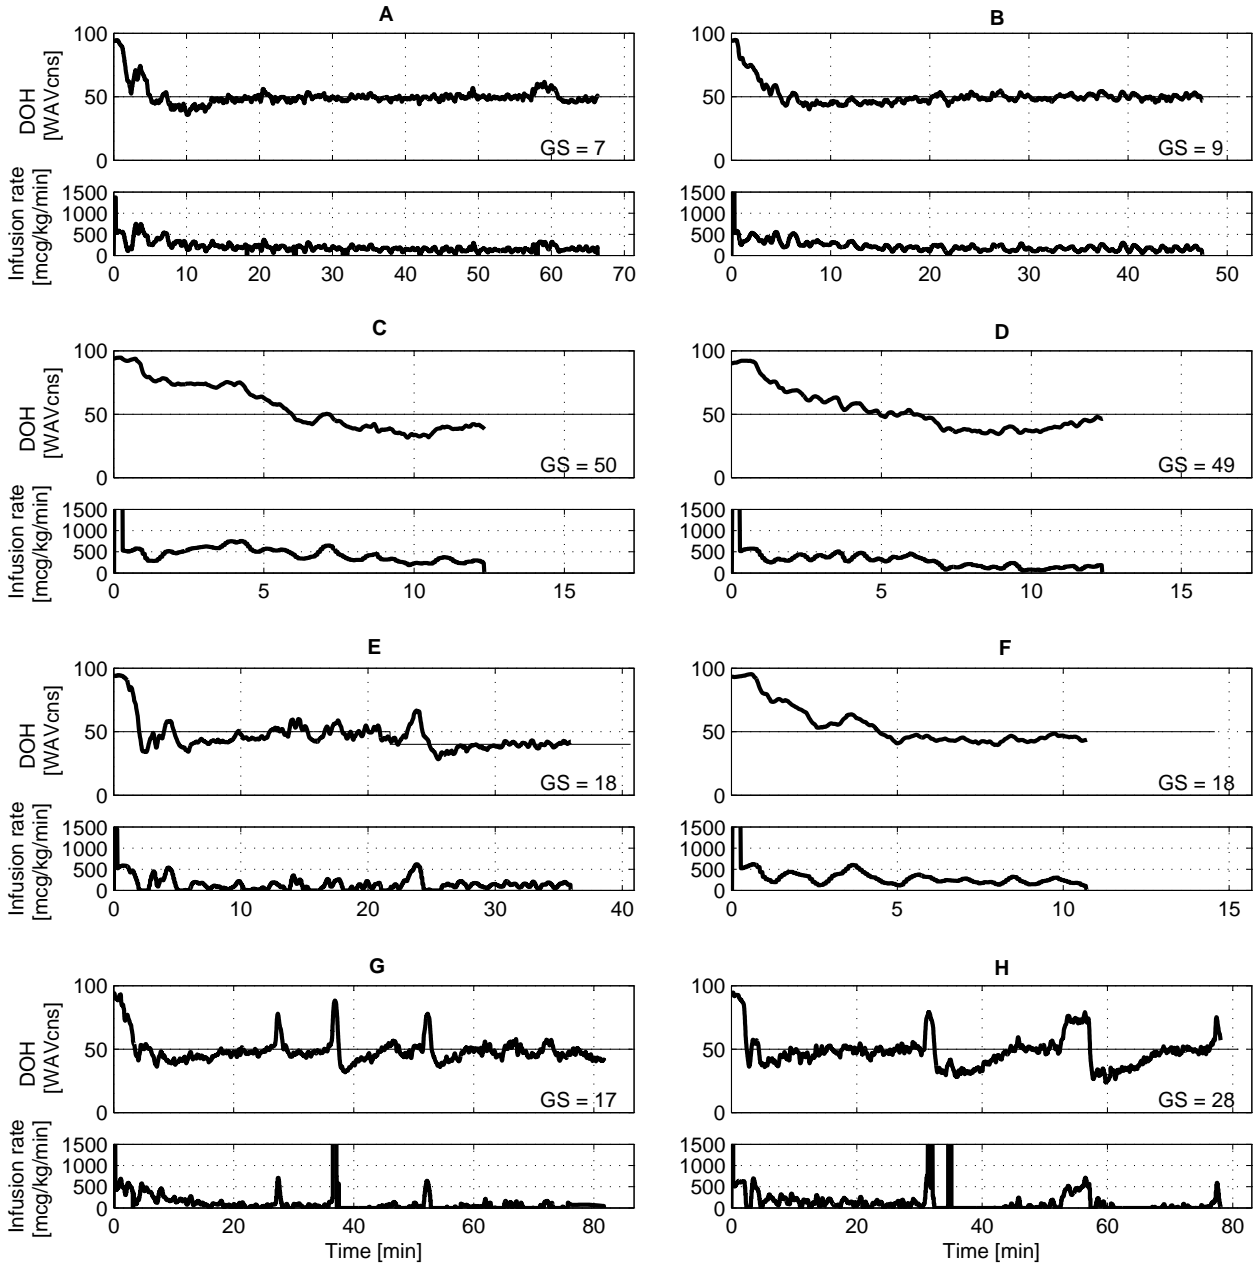 A
100
50
0
DOH
[WAVcns]
GS = 7
1500
1000
500
0
Infusion rate
[mcg/kg/min]
0 10 20 30 40 50 60 70
B
100
50
0
GS = 9
1500
1000
500
0
0 10 20 30 40 50
C
100
50
0
DOH
[WAVcns]
GS = 50
1500
1000
500
0
Infusion rate
[mcg/kg/min]
0 5 10 15
D
100
50
0
GS = 49
1500
1000
500
0
0 5 10 15
E
100
50
0
DOH
[WAVcns]
GS = 18
1500
1000
500
0
Infusion rate
[mcg/kg/min]
0 10 20 30 40
F
100
50
0
GS = 18
1500
1000
500
0
0 5 10 15
G
100
50
0
DOH
[WAVcns]
GS = 17
1500
1000
500
0
Infusion rate
[mcg/kg/min]
0 20 40 60 80
Time [min]
H
100
50
0
GS = 28
1500
1000
500
0
0 20 40 60 80
Time [min]